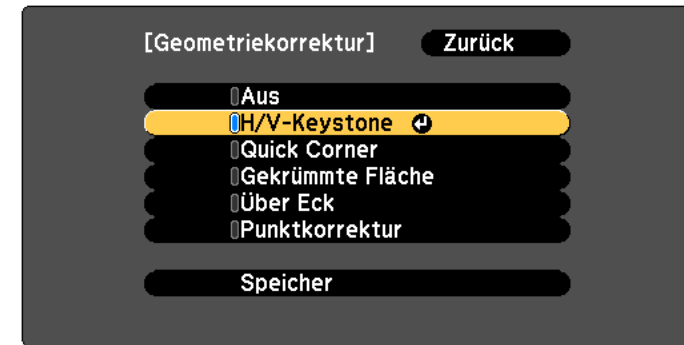 [Geometriekorrektur] Zurück
Aus
H/V-Keystone
Quick Corner
Gekrümmte Fläche
Über Eck
Punktkorrektur
Speicher